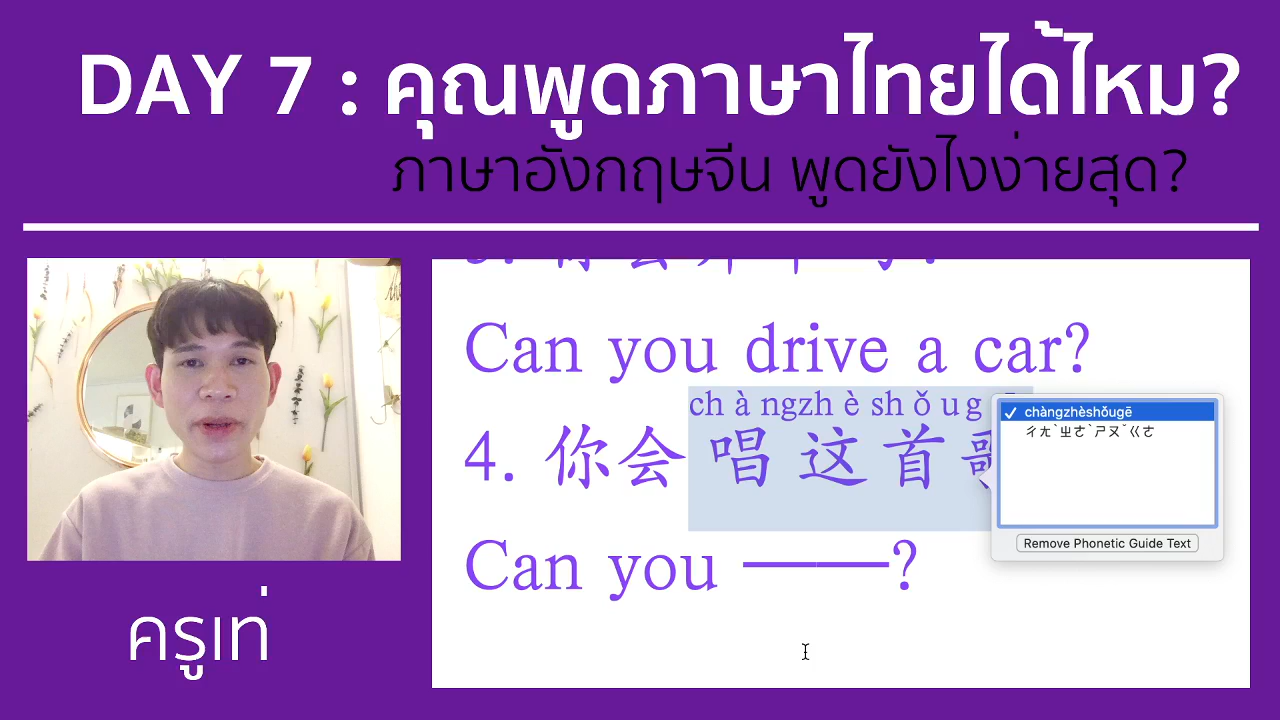 DAY 7 : คุณพูดภาษาไทยได้ไหม?
ภาษาอังกฤษจีน พูดยังไงง่ายสุด?
Can you drive a car?
chàngzhèshǒug
4. 你会唱这首歌
Can you ——?
chàngzhèshǒugē
ㄔㄤˋㄓㄜˋㄕㄡˇㄍㄜ
Remove Phonetic Guide Text
ครูเท่